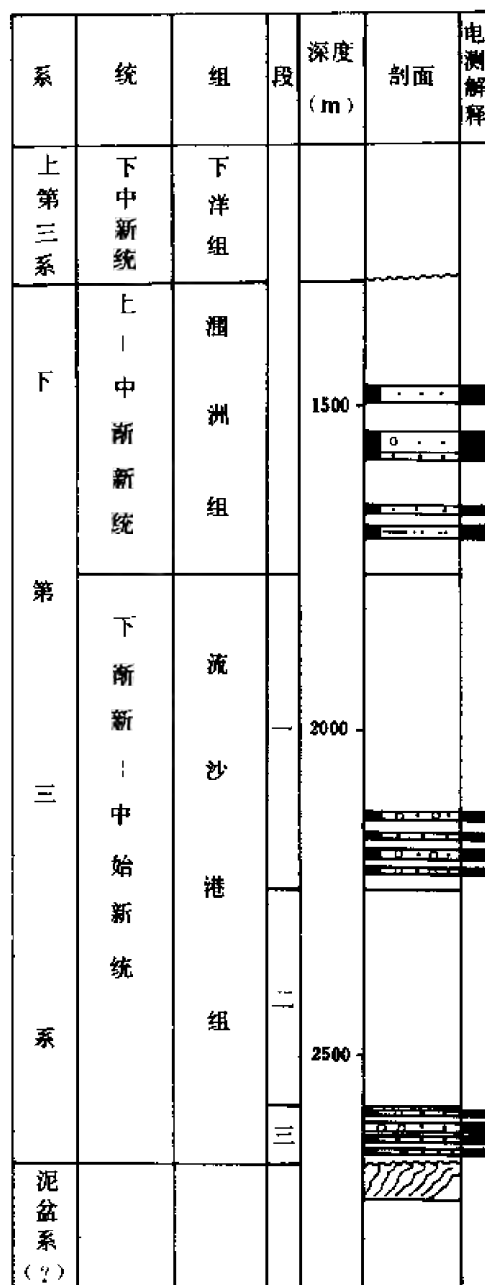 系 统 组 段 深度(m) 剖面 电测解释
上第三系 下中新统 下洋组
下第三系 上—中渐新统 涠洲组
1500
下渐新—中始新统 流沙港组 一
2000
二
2500
三
泥盆系(?)